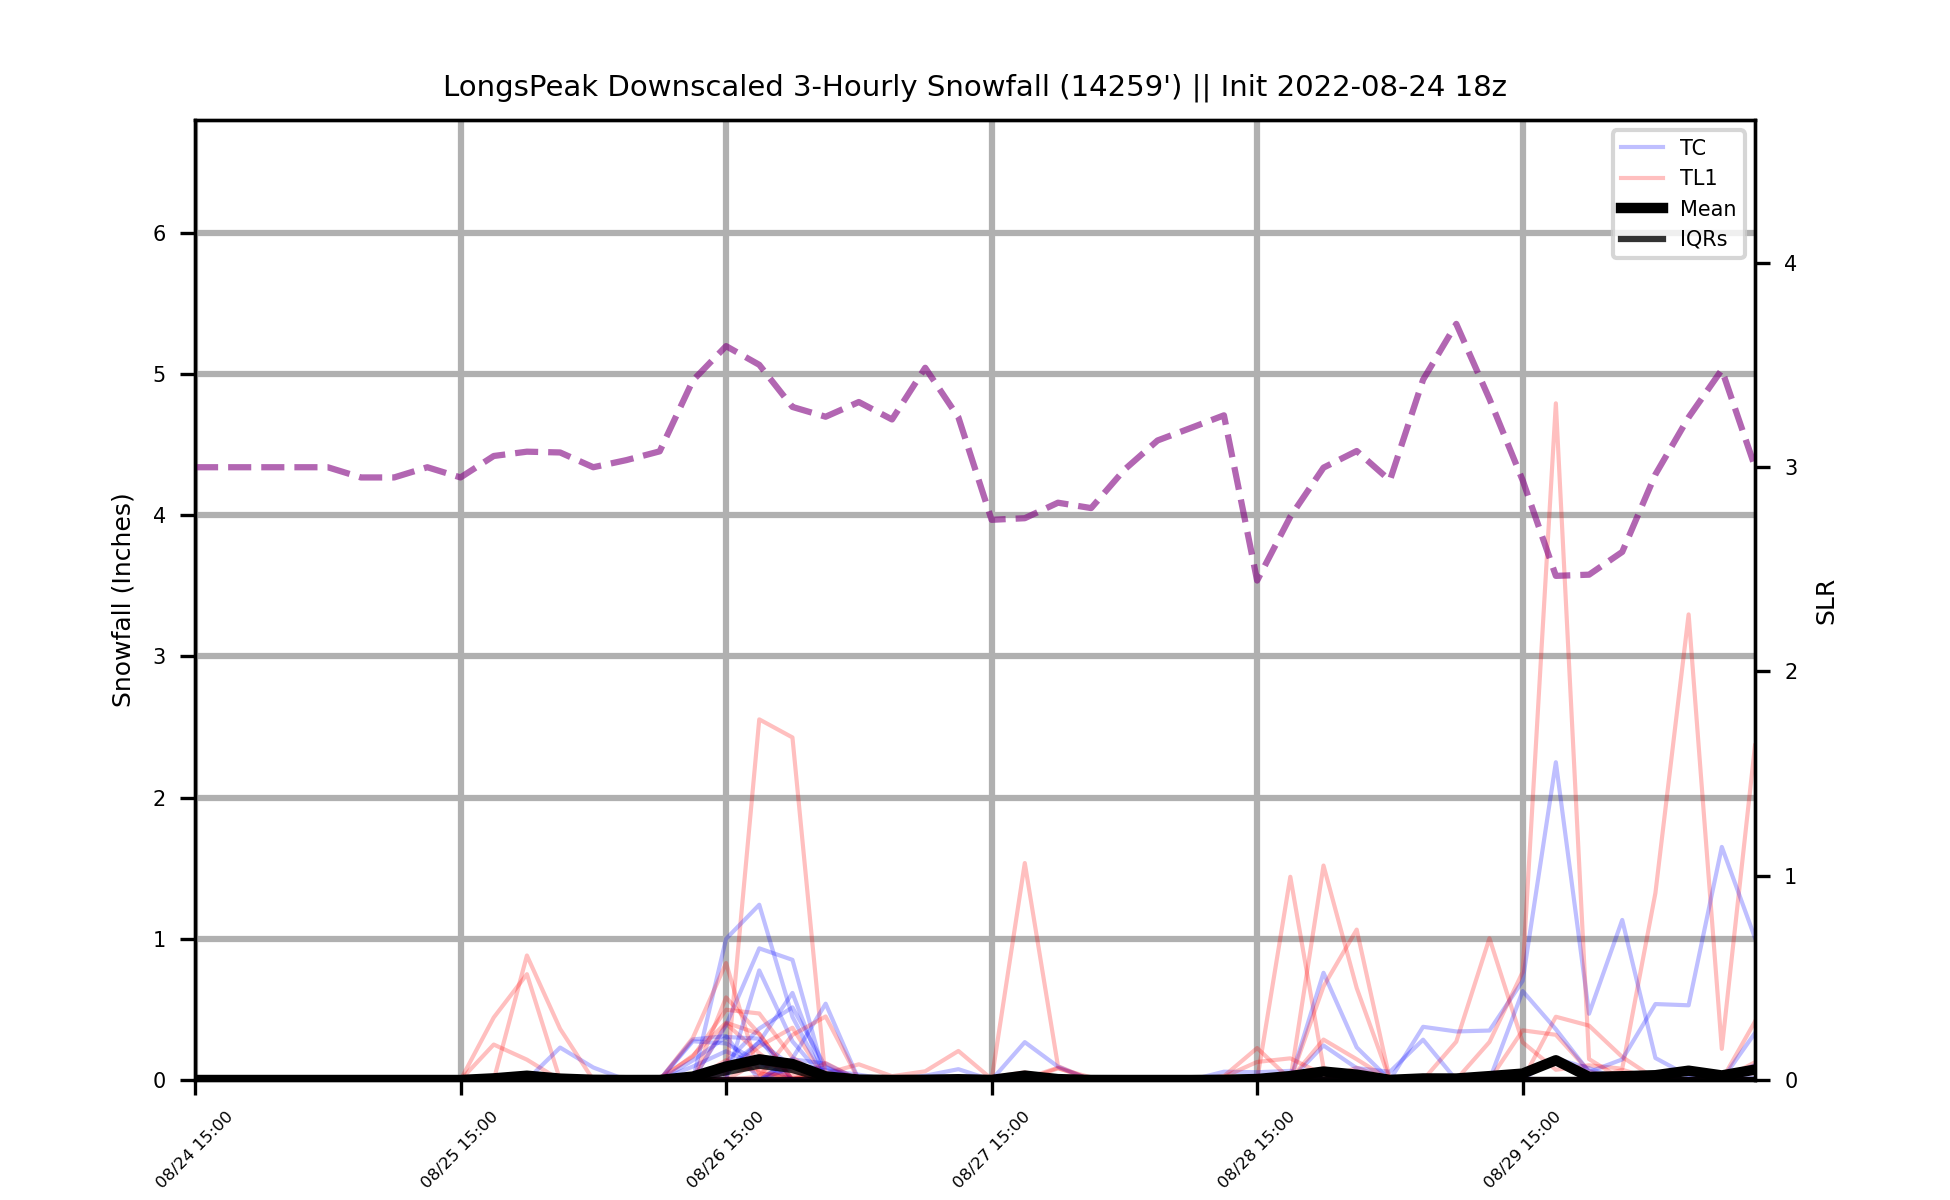 LongsPeak Downscaled 3-Hourly Snowfall (14259') || Init 2022-08-24 18z
TC
TL1
Mean
IQRs
Snowfall (Inches)
6
5
4
3
2
1
0
SLR
4
3
2
1
0
08/24 15:00
08/25 15:00
08/26 15:00
08/27 15:00
08/28 15:00
08/29 15:00